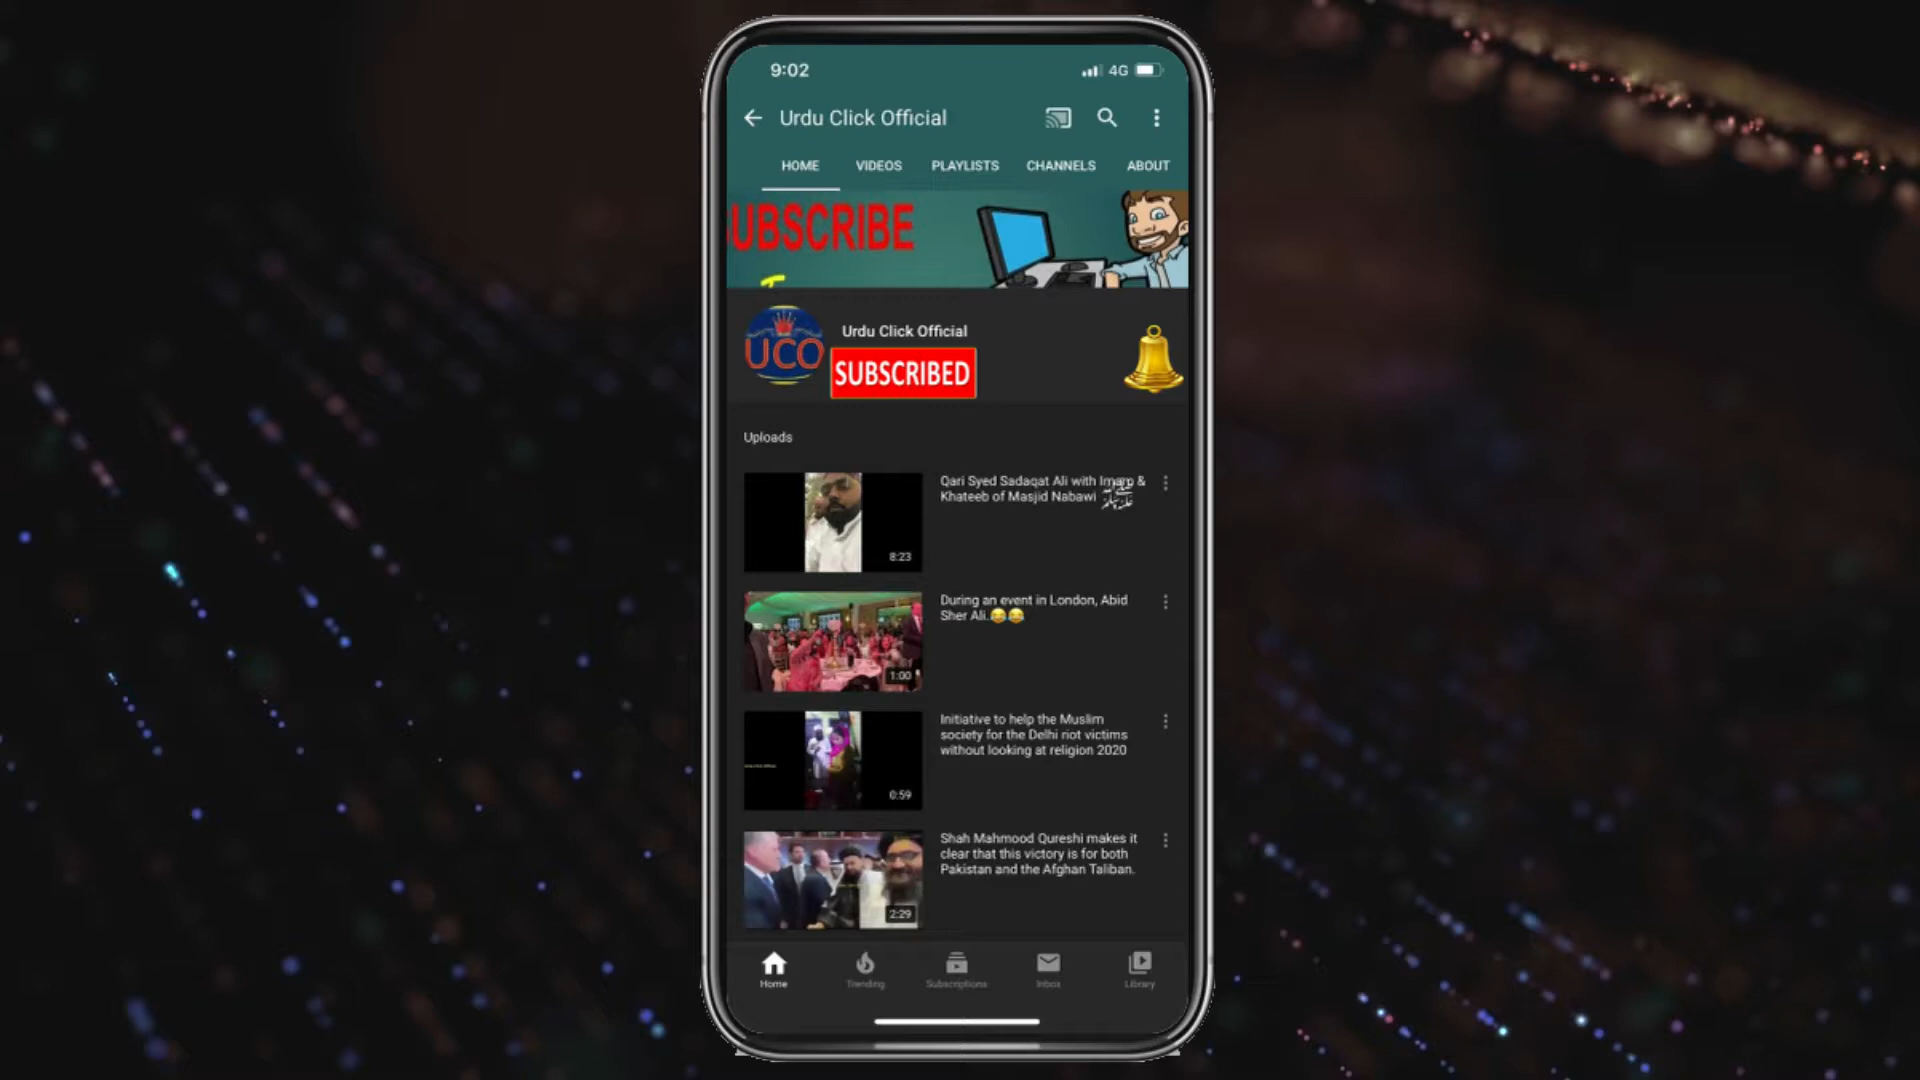 9:02
4G
Urdu Click Official
HOME VIDEOS PLAYLISTS CHANNELS ABOUT
UBSCRIBE
UCO
Urdu Click Official
SUBSCRIBED
Uploads
Qari Syed Sadaqat Ali with Imam &
Khateeb of Masjid Nabawi ﷺ
8:23
During an event in London, Abid
Sher Ali.😂😂
1:00
Initiative to help the Muslim
society for the Delhi riot victims
without looking at religion 2020
0:59
Shah Mahmood Qureshi makes it
clear that this victory is for both
Pakistan and the Afghan Taliban.
2:29
Home Trending Subscriptions Inbox Library